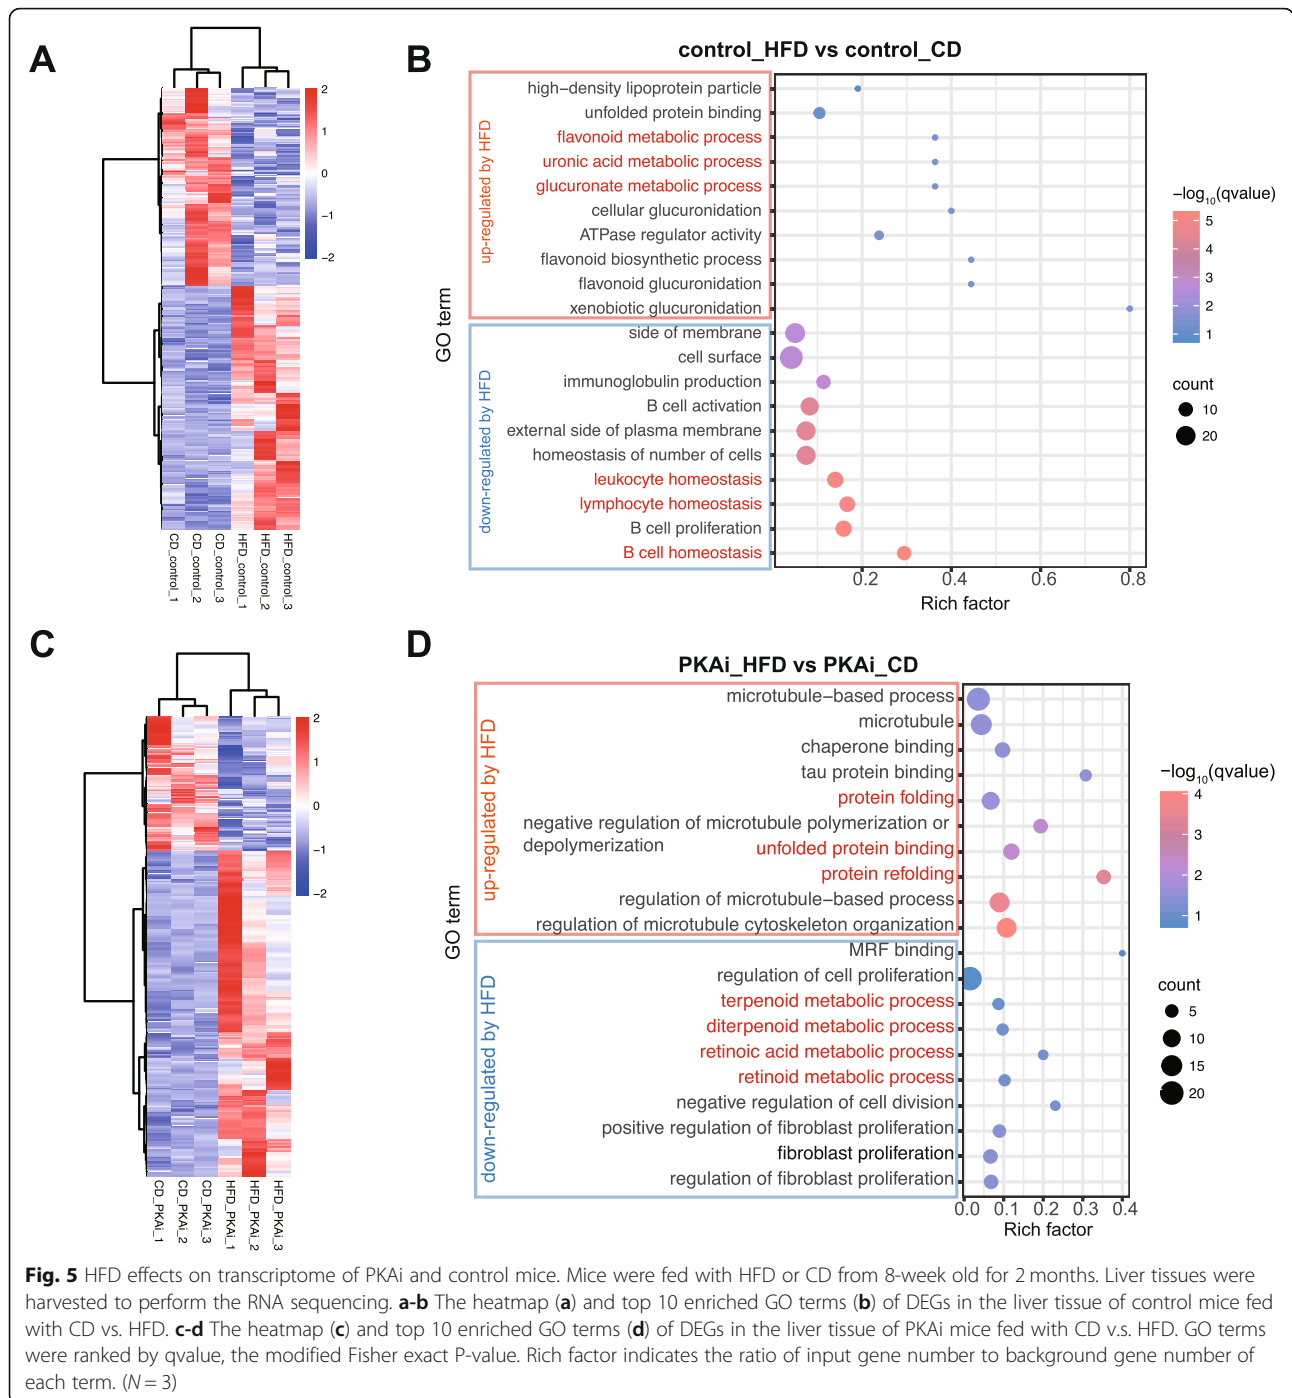 A
2
1
0
−1
−2
CD_control_1
CD_control_2
CD_control_3
HFD_control_1
HFD_control_2
HFD_control_3
B
control_HFD vs control_CD
GO term
up-regulated by HFD
high−density lipoprotein particle
unfolded protein binding
flavonoid metabolic process
uronic acid metabolic process
glucuronate metabolic process
cellular glucuronidation
ATPase regulator activity
flavonoid biosynthetic process
flavonoid glucuronidation
xenobiotic glucuronidation
down-regulated by HFD
side of membrane
cell surface
immunoglobulin production
B cell activation
external side of plasma membrane
homeostasis of number of cells
leukocyte homeostasis
lymphocyte homeostasis
B cell proliferation
B cell homeostasis
0.2 0.4 0.6 0.8
Rich factor
−log10(qvalue)
5
4
3
2
1
count
10
20
C
2
1
0
−1
−2
CD_PKAi_1
CD_PKAi_2
CD_PKAi_3
HFD_PKAi_1
HFD_PKAi_2
HFD_PKAi_3
D
PKAi_HFD vs PKAi_CD
GO term
up-regulated by HFD
microtubule−based process
microtubule
chaperone binding
tau protein binding
protein folding
negative regulation of microtubule polymerization or
depolymerization
unfolded protein binding
protein refolding
regulation of microtubule−based process
regulation of microtubule cytoskeleton organization
down-regulated by HFD
MRF binding
regulation of cell proliferation
terpenoid metabolic process
diterpenoid metabolic process
retinoic acid metabolic process
retinoid metabolic process
negative regulation of cell division
positive regulation of fibroblast proliferation
fibroblast proliferation
regulation of fibroblast proliferation
0.0 0.1 0.2 0.3 0.4
Rich factor
−log10(qvalue)
4
3
2
1
count
5
10
15
20
Fig. 5 HFD effects on transcriptome of PKAi and control mice. Mice were fed with HFD or CD from 8-week old for 2 months. Liver tissues were
harvested to perform the RNA sequencing. a-b The heatmap (a) and top 10 enriched GO terms (b) of DEGs in the liver tissue of control mice fed
with CD vs. HFD. c-d The heatmap (c) and top 10 enriched GO terms (d) of DEGs in the liver tissue of PKAi mice fed with CD v.s. HFD. GO terms
were ranked by qvalue, the modified Fisher exact P-value. Rich factor indicates the ratio of input gene number to background gene number of
each term. (N = 3)